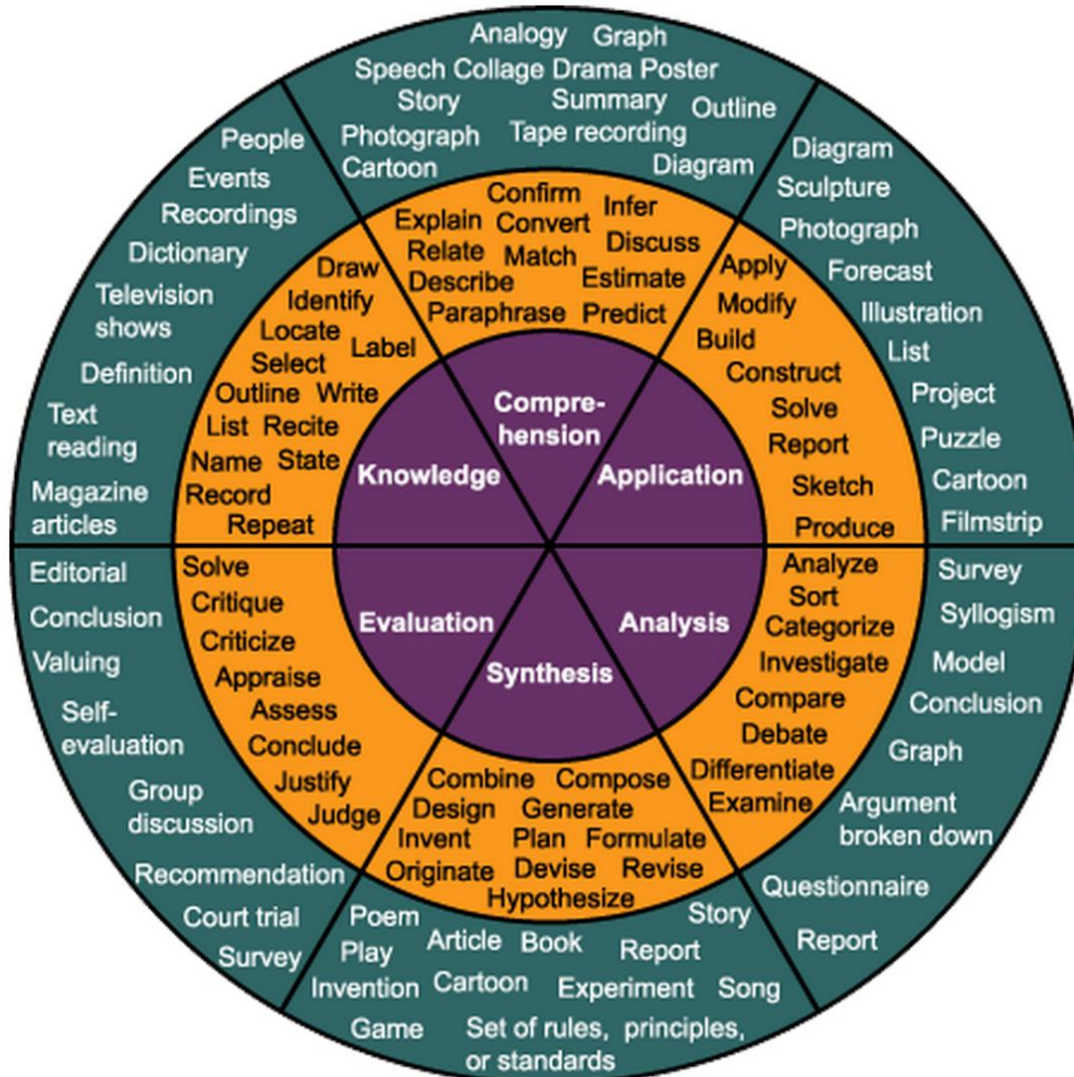 Analogy Graph
Speech Collage Drama Poster
Story Summary Outline
Photograph Tape recording
Cartoon Diagram
Confirm Infer
Explain Convert
Relate Match Discuss
Describe Estimate
Paraphrase Predict
Compre-
hension
Diagram
Sculpture
Photograph
Forecast
Illustration
List
Project
Puzzle
Cartoon
Filmstrip
Apply
Modify
Build
Construct
Solve
Report
Sketch
Produce
Application
Survey
Syllogism
Model
Conclusion
Graph
Argument
broken down
Questionnaire
Report
Analyze
Sort
Categorize
Investigate
Compare
Debate
Differentiate
Examine
Analysis
Synthesis
Combine Compose
Design Generate
Invent Plan Formulate
Originate Devise Revise
Hypothesize
Poem Story
Play Article Book Report
Invention Cartoon Experiment Song
Game Set of rules, principles,
or standards
Evaluation
Solve
Critique
Criticize
Appraise
Assess
Conclude
Justify
Judge
Editorial
Conclusion
Valuing
Self-
evaluation
Group
discussion
Recommendation
Court trial
Survey
Knowledge
Draw
Identify
Locate
Label
Select
Outline Write
List Recite
Name State
Record
Repeat
People
Events
Recordings
Dictionary
Television
shows
Definition
Text
reading
Magazine
articles